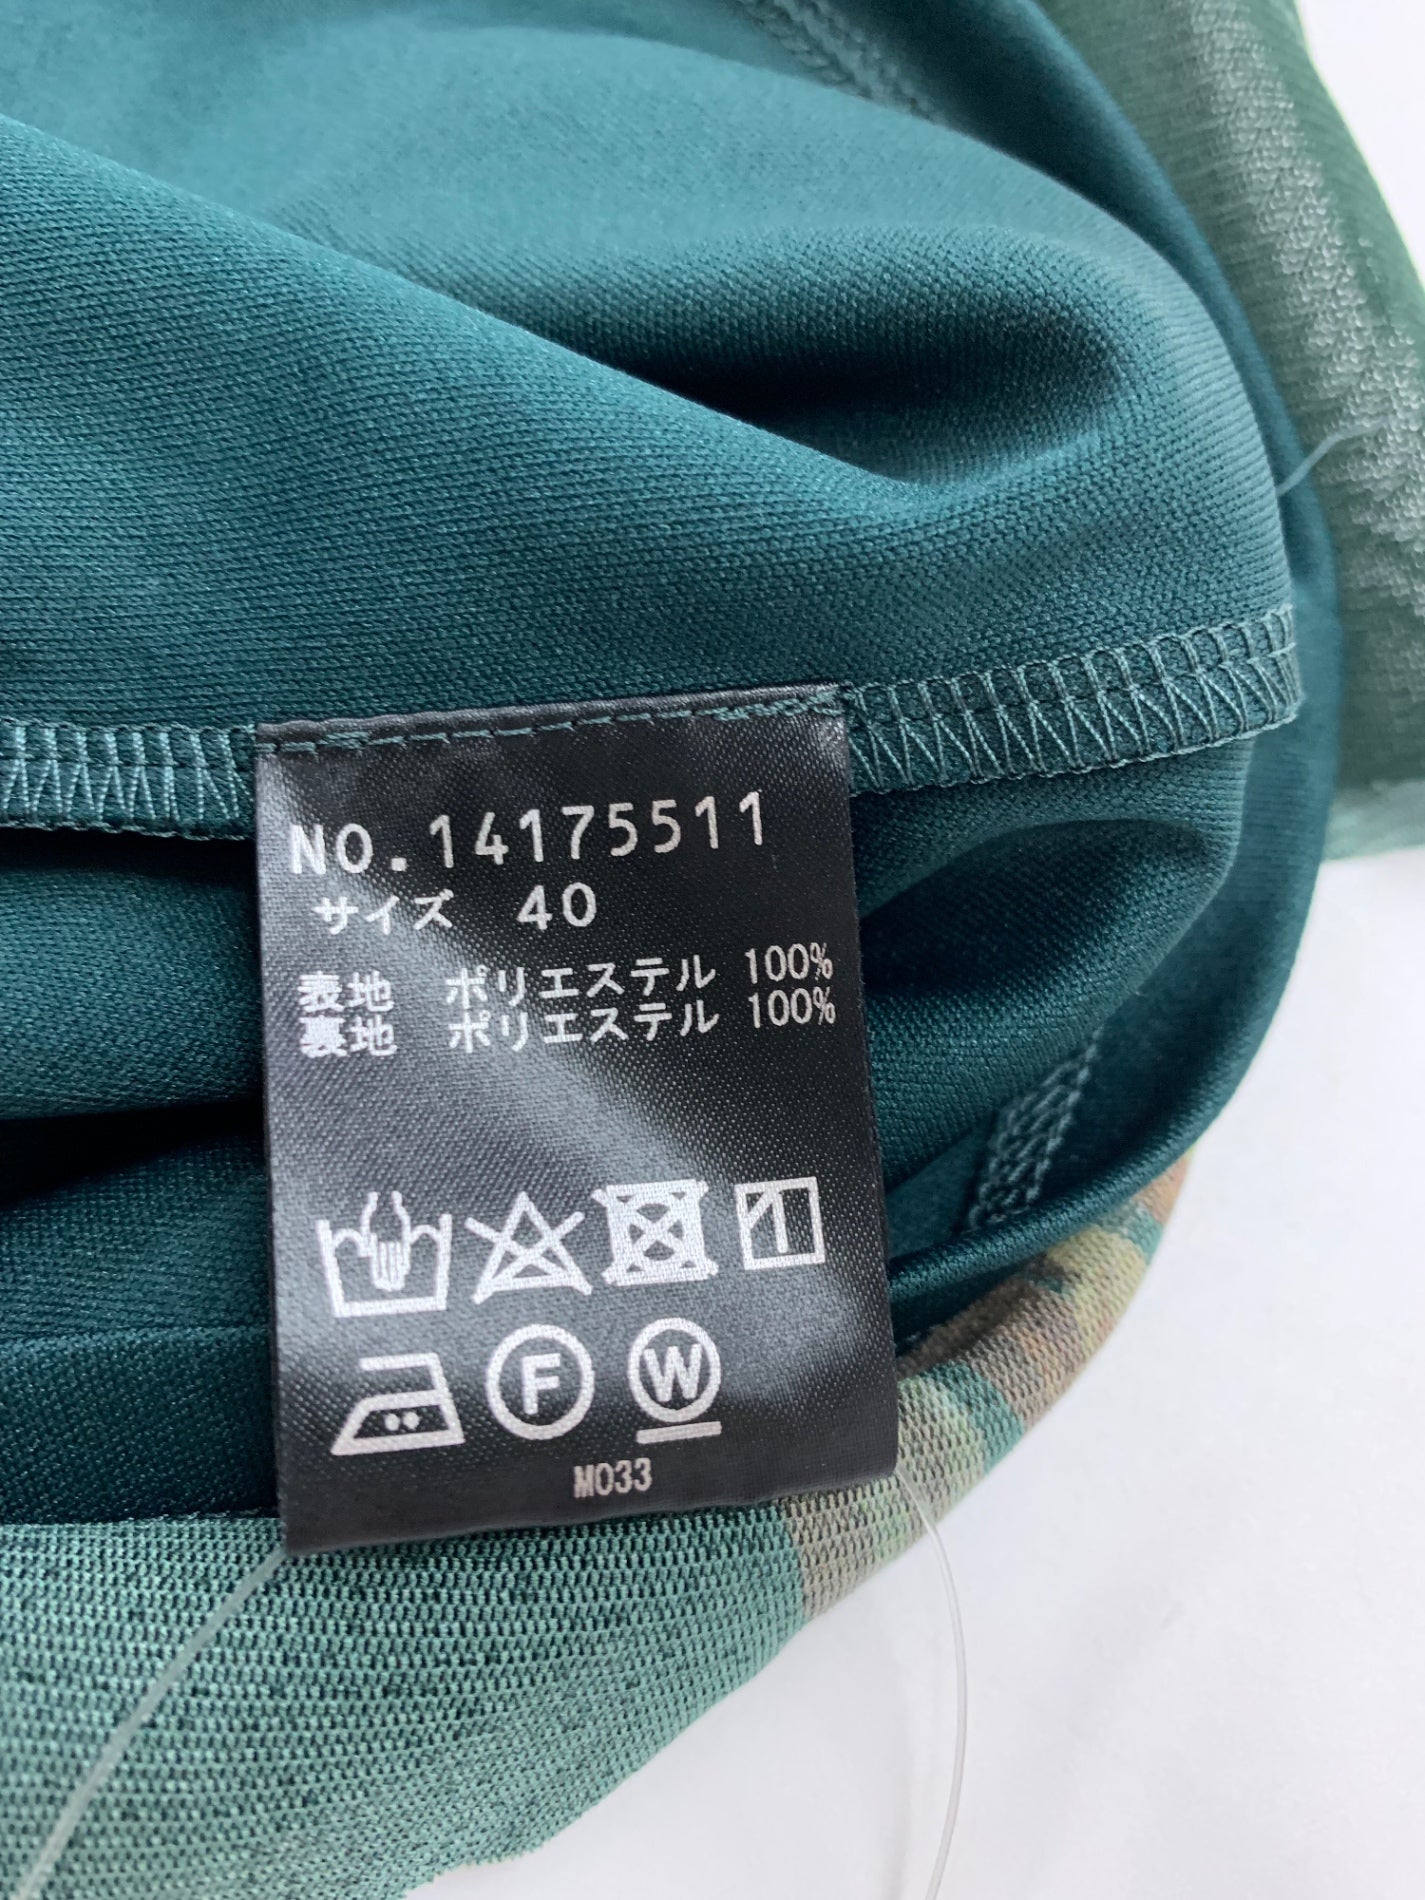 NO.14175511
サイズ 40
表地 ポリエステル 100%
裏地 ポリエステル 100%
F W
M033